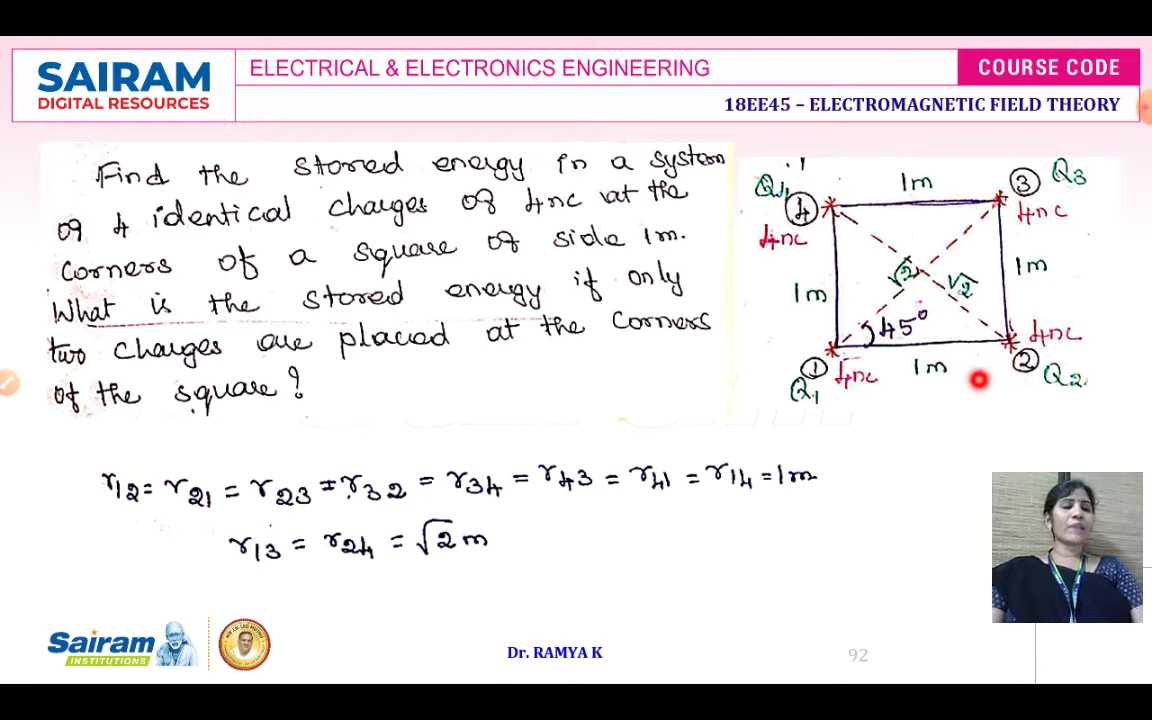 SAIRAM
DIGITAL RESOURCES
ELECTRICAL & ELECTRONICS ENGINEERING
COURSE CODE
18EE45 – ELECTROMAGNETIC FIELD THEORY
Find the stored energy in a system
of 4 identical charges of 4nc at the
corners of a square of side 1m.
What is the stored energy if only
two charges are placed at the corners
of the square?
Q4
4
4nc
1m
3
Q3
4nc
1m
1m
√2
√2
45°
1
4nc
Q1
1m
4nc
2
Q2
r12 = r21 = r23 = r32 = r34 = r43 = r41 = r14 = 1m
r13 = r24 = √2 m
Sairam
INSTITUTIONS
Dr. RAMYA K
92